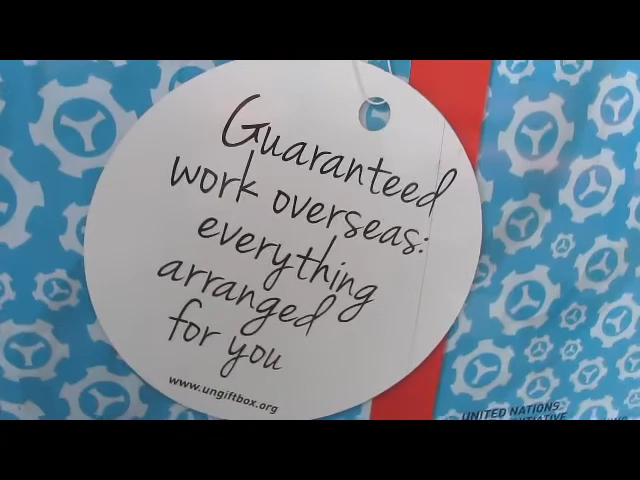 Guaranteed
work overseas:
everything
arranged
for you
www.ungiftbox.org
UNITED NATIONS